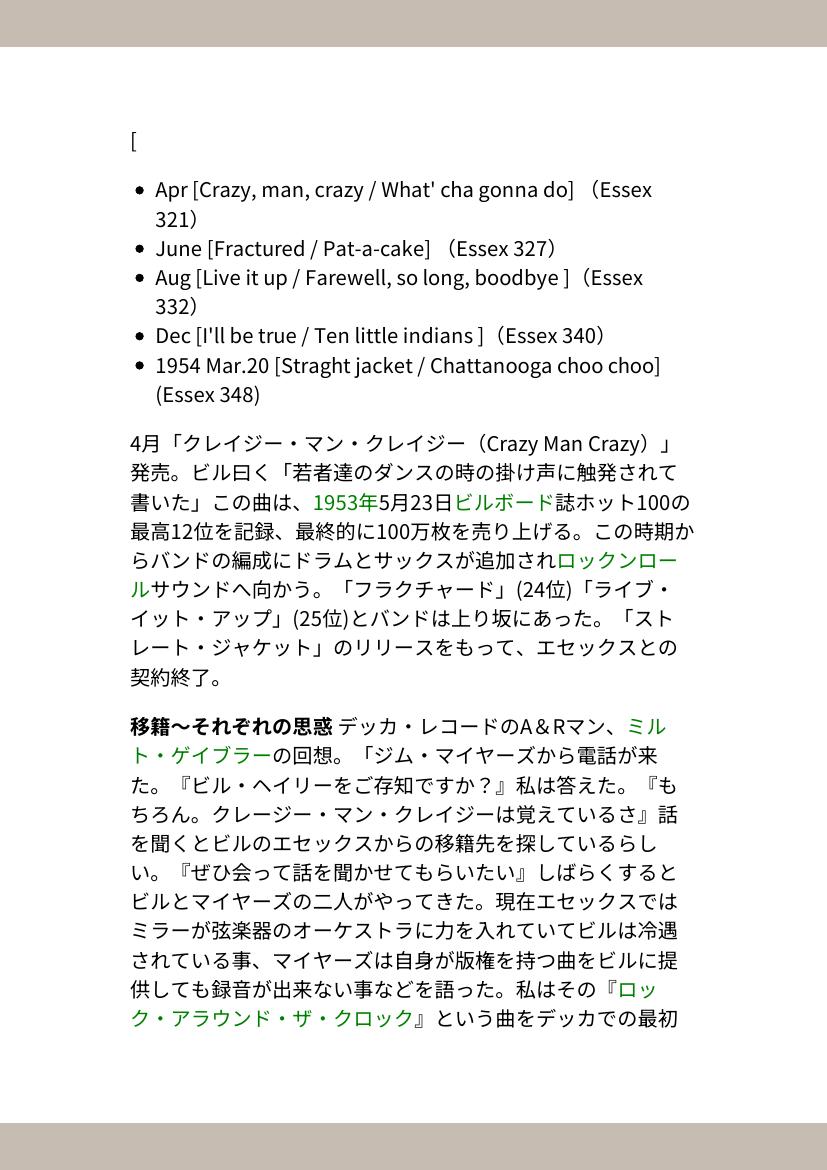 [
• Apr [Crazy, man, crazy / What' cha gonna do] （Essex
321）
• June [Fractured / Pat-a-cake] （Essex 327）
• Aug [Live it up / Farewell, so long, boodbye ]（Essex
332）
• Dec [I'll be true / Ten little indians ]（Essex 340）
• 1954 Mar.20 [Straght jacket / Chattanooga choo choo]
(Essex 348)
4月「クレイジー・マン・クレイジー（Crazy Man Crazy）」
発売。ビル曰く「若者達のダンスの時の掛け声に触発されて
書いた」この曲は、1953年5月23日ビルボード誌ホット100の
最高12位を記録、最終的に100万枚を売り上げる。この時期か
らバンドの編成にドラムとサックスが追加されロックンロー
ルサウンドへ向かう。「フラクチャード」(24位)「ライブ・
イット・アップ」(25位)とバンドは上り坂にあった。「スト
レート・ジャケット」のリリースをもって、エセックスとの
契約終了。
移籍〜それぞれの思惑 デッカ・レコードのA＆Rマン、ミル
ト・ゲイブラーの回想。「ジム・マイヤーズから電話が来
た。『ビル・ヘイリーをご存知ですか？』私は答えた。『も
ちろん。クレージー・マン・クレイジーは覚えているさ』話
を聞くとビルのエセックスからの移籍先を探しているらし
い。『ぜひ会って話を聞かせてもらいたい』しばらくすると
ビルとマイヤーズの二人がやってきた。現在エセックスでは
ミラーが弦楽器のオーケストラに力を入れていてビルは冷遇
されている事、マイヤーズは自身が版権を持つ曲をビルに提
供しても録音が出来ない事などを語った。私はその『ロッ
ク・アラウンド・ザ・クロック』という曲をデッカでの最初